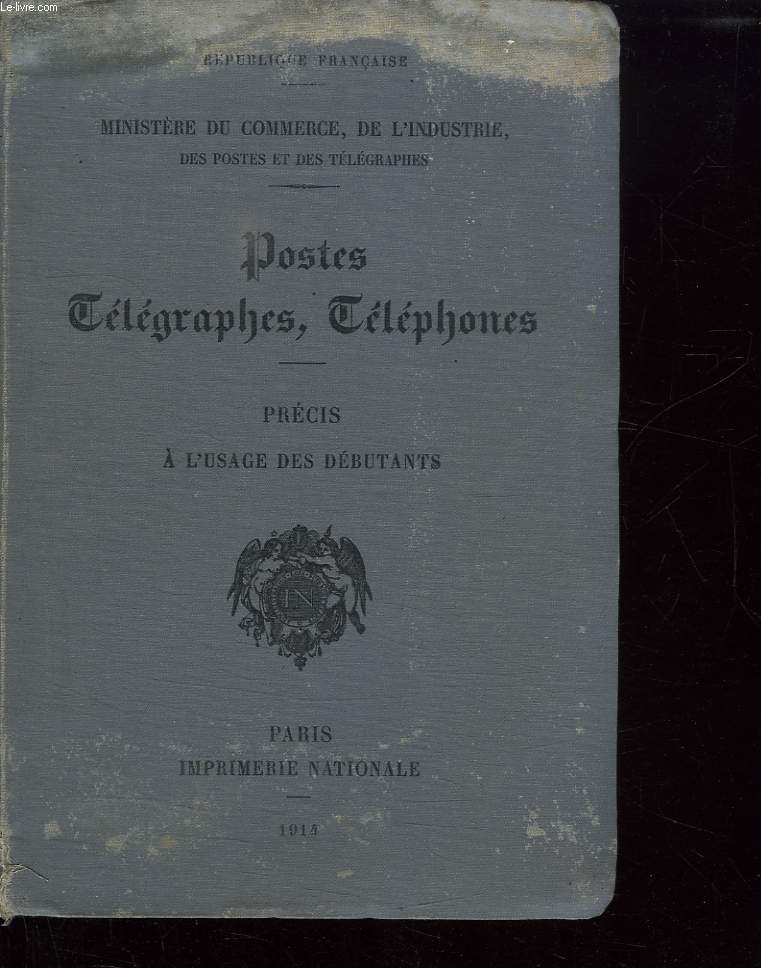 Le-livre.com
RÉPUBLIQUE FRANÇAISE
MINISTÈRE DU COMMERCE, DE L'INDUSTRIE,
DES POSTES ET DES TÉLÉGRAPHES
Postes
Télégraphes, Téléphones
PRÉCIS
À L'USAGE DES DÉBUTANTS
IN
PARIS
IMPRIMERIE NATIONALE
1914